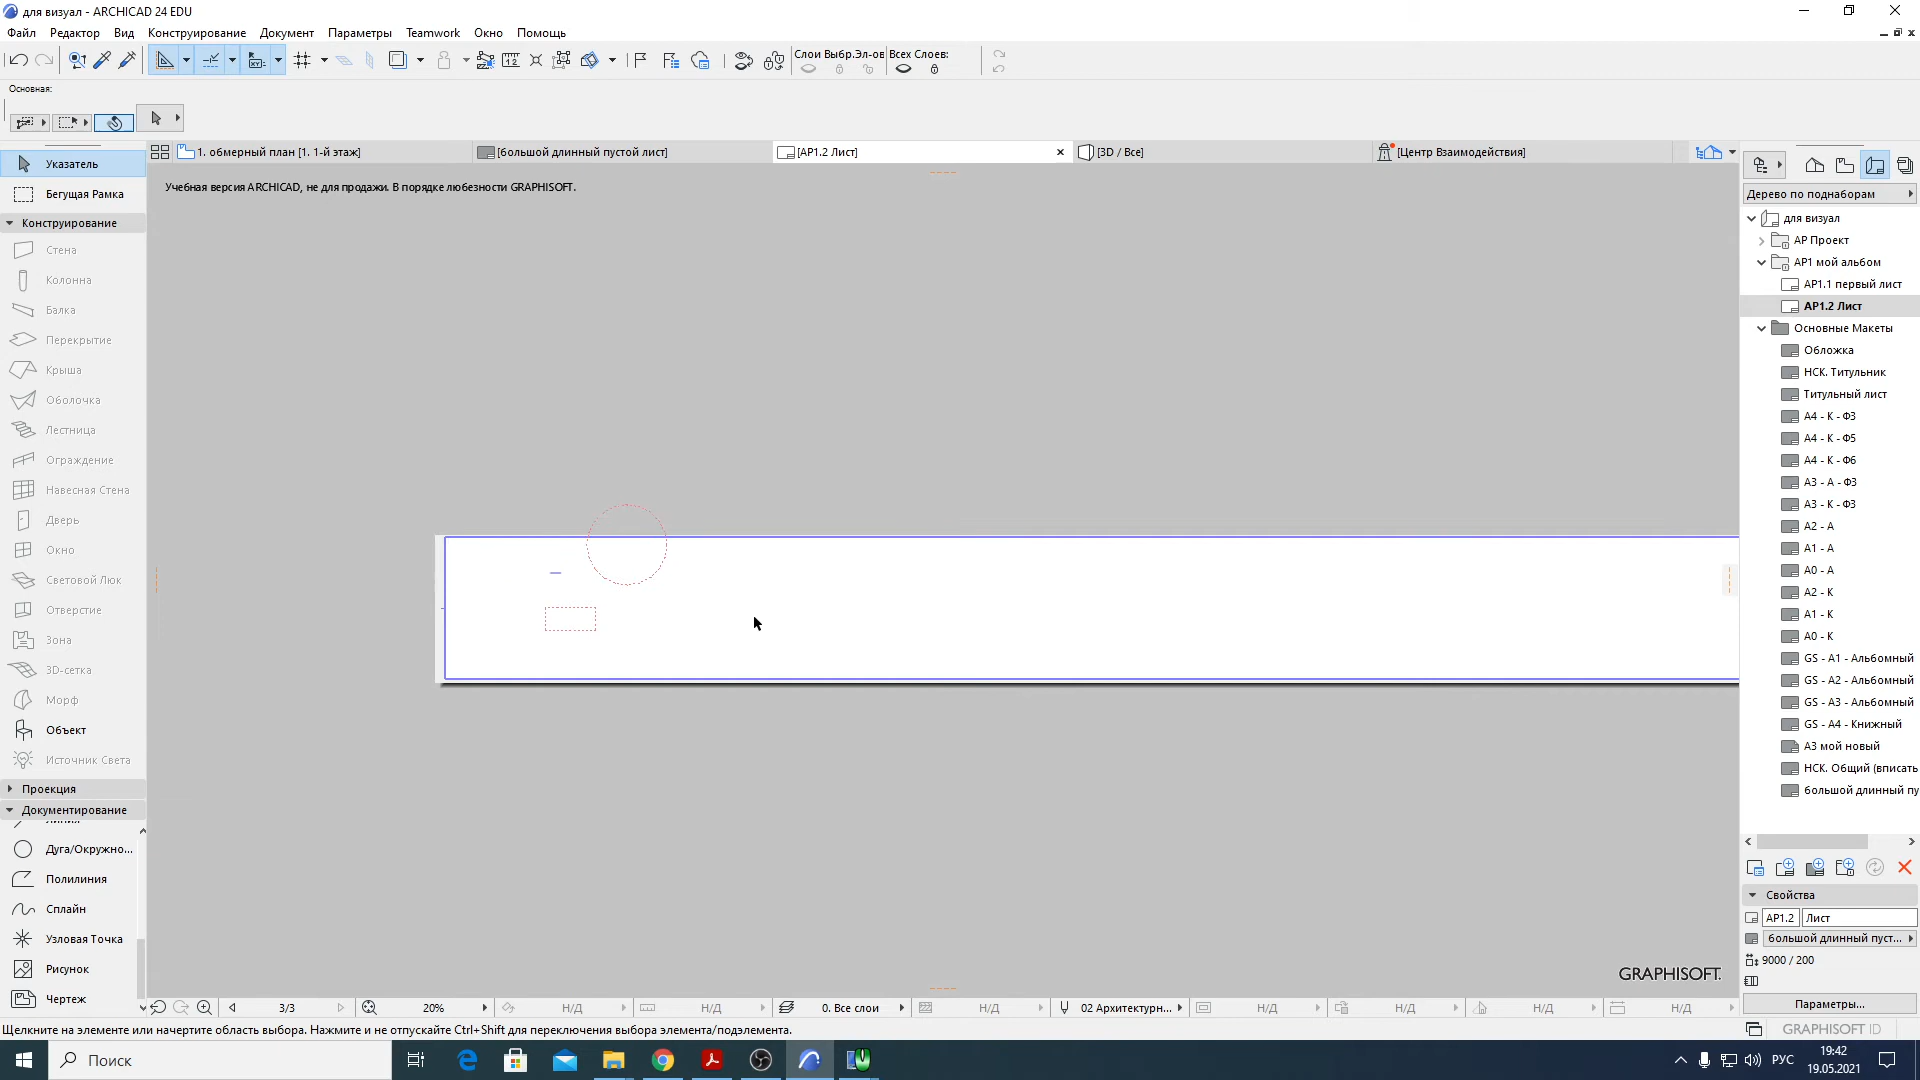 для визуал - ARCHICAD 24 EDU
Файл Редактор Вид Конструирование Документ Параметры Teamwork Окно Помощь
Слои Выбр.Эл-ов Всех Слоев:
Основная:
1. обмерный план [1. 1-й этаж]
[большой длинный пустой лист]
[АР1.2 Лист]
[3D / Все]
[Центр Взаимодействия]
Учебная версия ARCHICAD, не для продажи. В порядке любезности GRAPHISOFT.
Указатель
Бегущая Рамка
Конструирование
Стена
Колонна
Балка
Перекрытие
Крыша
Оболочка
Лестница
Ограждение
Навесная Стена
Дверь
Окно
Световой Люк
Отверстие
Зона
3D-сетка
Морф
Объект
Источник Света
Проекция
Документирование
Линия
Дуга/Окружно...
Полилиния
Сплайн
Узловая Точка
Рисунок
Чертеж
Дерево по поднаборам
для визуал
АР Проект
АР1 мой альбом
АР1.1 первый лист
АР1.2 Лист
Основные Макеты
Обложка
НСК. Титульник
Титульный лист
А4 - К - Ф3
А4 - К - Ф5
А4 - К - Ф6
А3 - А - Ф3
А3 - К - Ф3
А2 - А
А1 - А
А0 - А
А2 - К
А1 - К
А0 - К
GS - А1 - Альбомный
GS - А2 - Альбомный
GS - А3 - Альбомный
GS - А4 - Книжный
А3 мой новый
НСК. Общий (вписать
большой длинный пу
Свойства
АР1.2 Лист
большой длинный пуст...
9000 / 200
Параметры...
GRAPHISOFT.
3/3 20% Н/Д Н/Д 0. Все слои Н/Д 02 Архитектурн... Н/Д Н/Д Н/Д Н/Д
Щелкните на элементе или начертите область выбора. Нажмите и не отпускайте Ctrl+Shift для переключения выбора элемента/подэлемента.
GRAPHISOFT ID
Поиск
РУС
19:42
19.05.2021